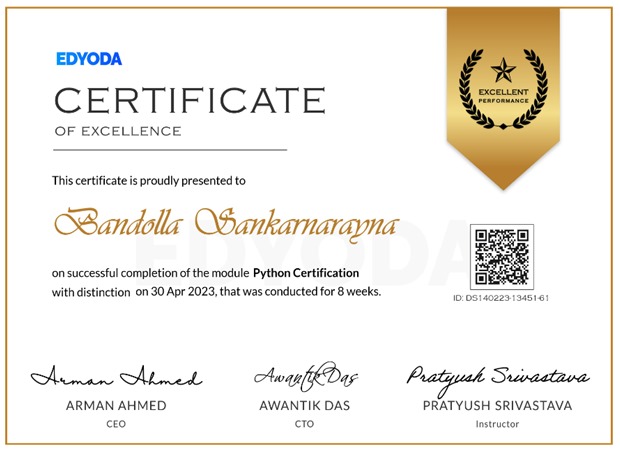 EDYODA
CERTIFICATE
OF EXCELLENCE
EXCELLENT
PERFORMANCE
This certificate is proudly presented to
Bandolla Sankarnarayna
EDYODA
on successful completion of the module Python Certification
with distinction on 30 Apr 2023, that was conducted for 8 weeks.
ID: DS140223-13451-61
Arman Ahmed
Awantik Das
Pratyush Srivastava
ARMAN AHMED
AWANTIK DAS
PRATYUSH SRIVASTAVA
CEO
CTO
Instructor